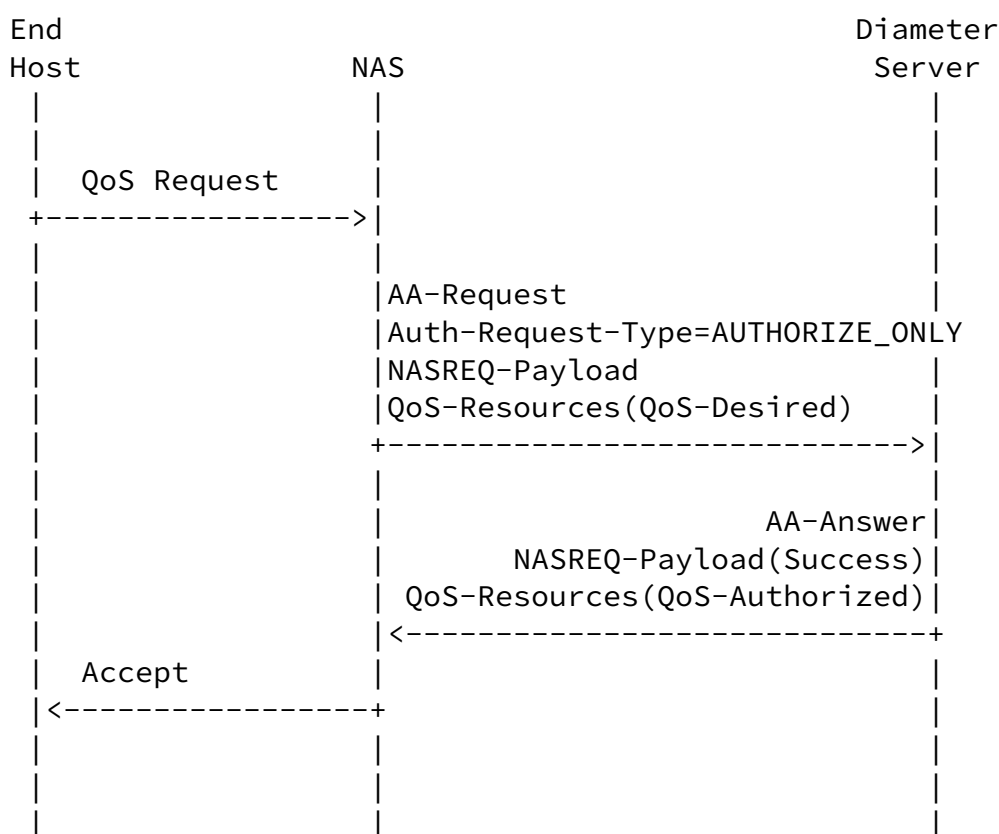 End Diameter
Host NAS Server
QoS Request
AA-Request
Auth-Request-Type=AUTHORIZE_ONLY
NASREQ-Payload
QoS-Resources(QoS-Desired)
AA-Answer
NASREQ-Payload(Success)
QoS-Resources(QoS-Authorized)
Accept